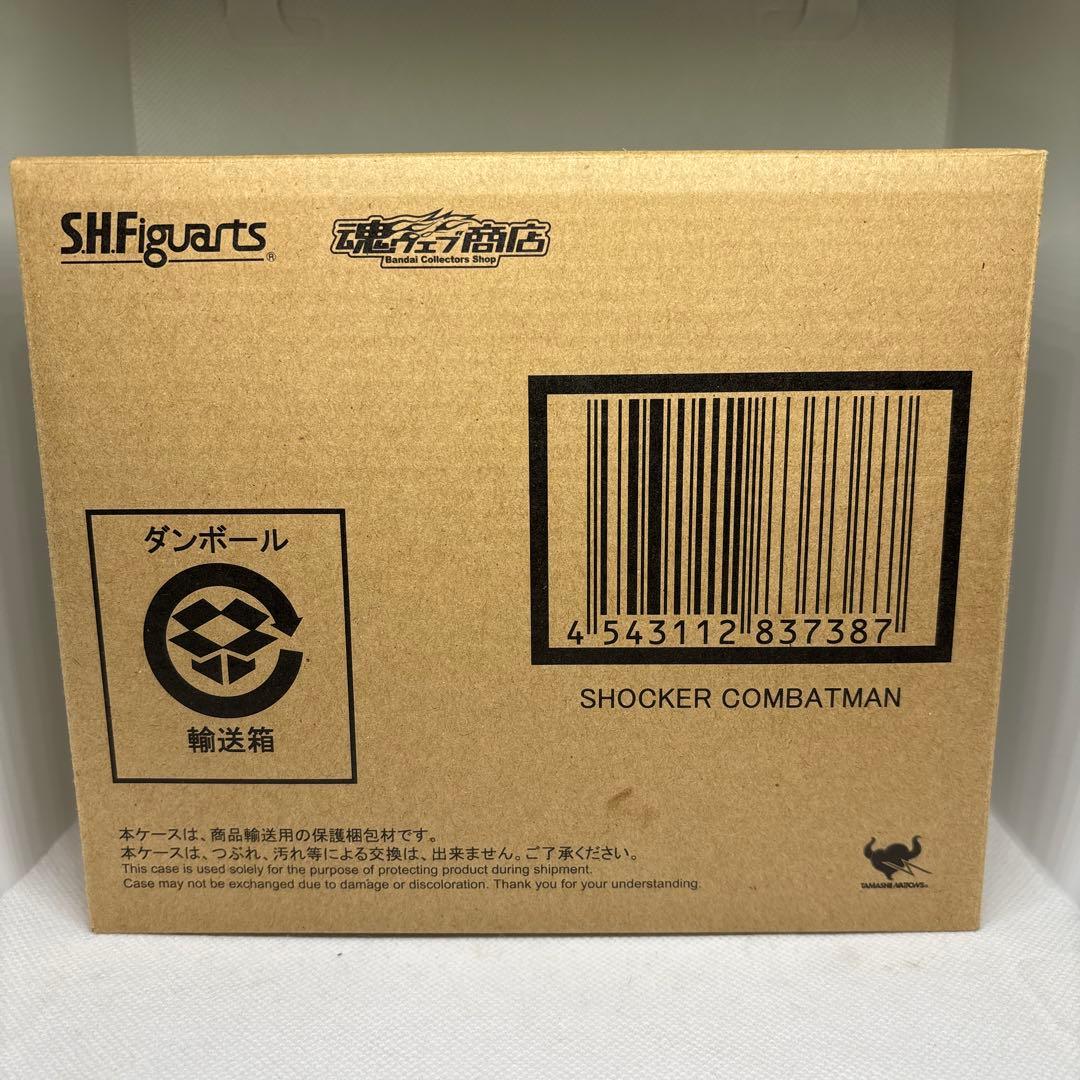 S.H.Figuarts®
魂ウェブ商店
Bandai Collectors Shop
4 543112 837387
SHOCKER COMBATMAN
ダンボール
輸送箱
本ケースは、商品輸送用の保護梱包材です。
本ケースは、つぶれ、汚れ等による交換は、出来ません。ご了承ください。
This case is used solely for the purpose of protecting product during shipment.
Case may not be exchanged due to damage or discoloration. Thank you for your understanding.
TAMASHII NATIONS